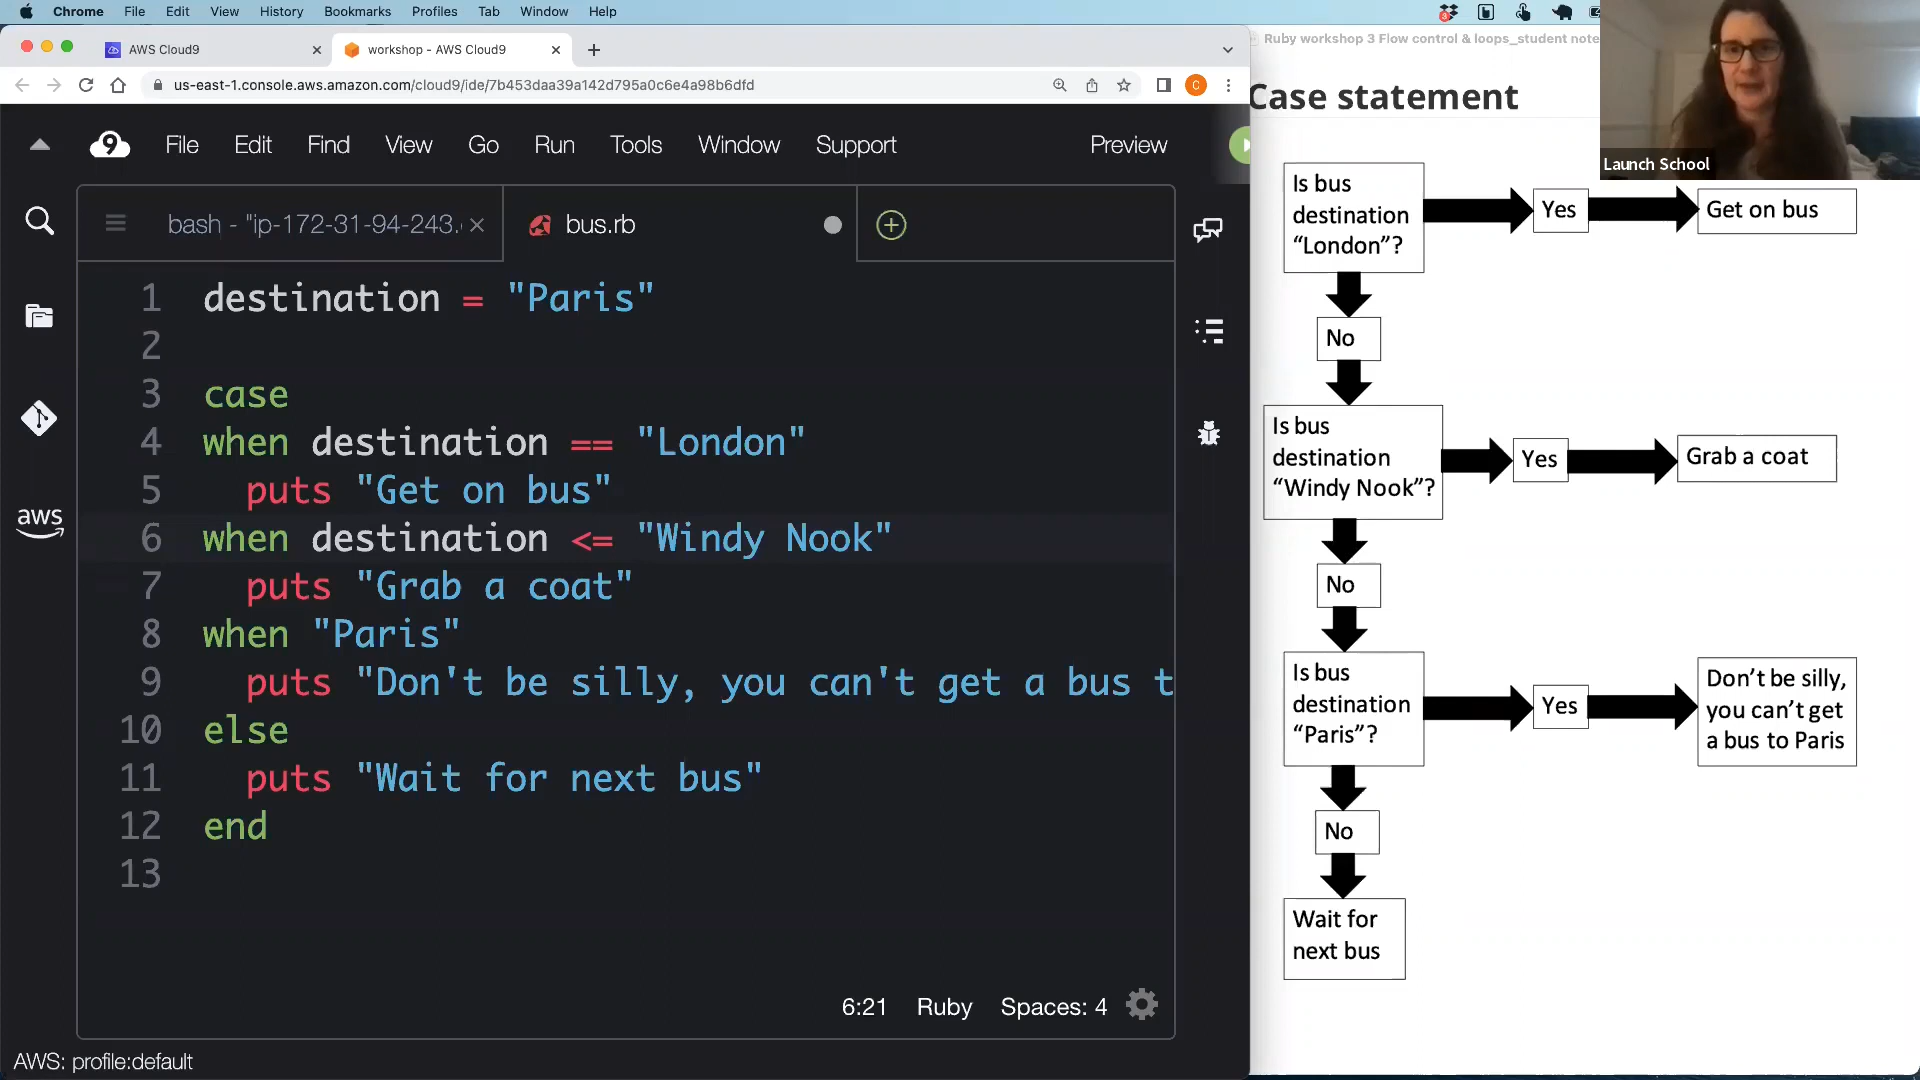 Chrome File Edit View History Bookmarks Profiles Tab Window Help
AWS Cloud9
workshop - AWS Cloud9
us-east-1.console.aws.amazon.com/cloud9/ide/7b453daa39a142d795a0c6e4a98b6dfd
C
9 File Edit Find View Go Run Tools Window Support Preview
bash - "ip-172-31-94-243.
bus.rb
1 destination = "Paris"
2
3 case
4 when destination == "London"
5 puts "Get on bus"
6 when destination <= "Windy Nook"
7 puts "Grab a coat"
8 when "Paris"
9 puts "Don't be silly, you can't get a bus t
10 else
11 puts "Wait for next bus"
12 end
13
aws
6:21 Ruby Spaces: 4
AWS: profile:default
3
Ruby workshop 3 Flow control & loops_student note
Case statement
Launch School
Is bus
destination
“London”?
Yes
Get on bus
No
Is bus
destination
“Windy Nook”?
Yes
Grab a coat
No
Is bus
destination
“Paris”?
Yes
Don’t be silly,
you can’t get
a bus to Paris
No
Wait for
next bus